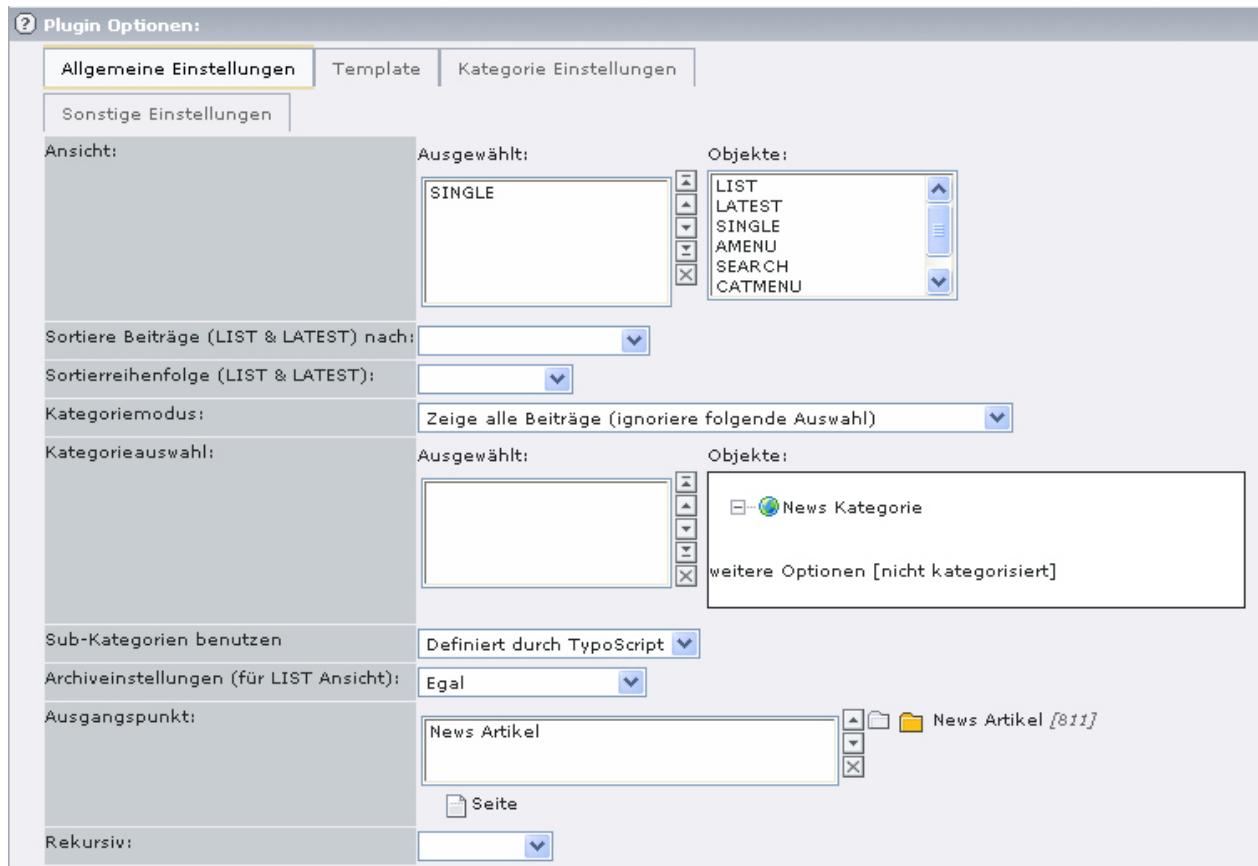 Plugin Optionen:
Allgemeine Einstellungen Template Kategorie Einstellungen
Sonstige Einstellungen
Ansicht:
Ausgewählt: Objekte:
SINGLE
LIST
LATEST
SINGLE
AMENU
SEARCH
CATMENU
Sortiere Beiträge (LIST & LATEST) nach:
Sortierreihenfolge (LIST & LATEST):
Kategoriemodus: Zeige alle Beiträge (ignoriere folgende Auswahl)
Kategorieauswahl:
Ausgewählt: Objekte:
News Kategorie
weitere Optionen [nicht kategorisiert]
Sub-Kategorien benutzen Definiert durch TypoScript
Archiveinstellungen (für LIST Ansicht): Egal
Ausgangspunkt: News Artikel News Artikel [811]
Seite
Rekursiv: